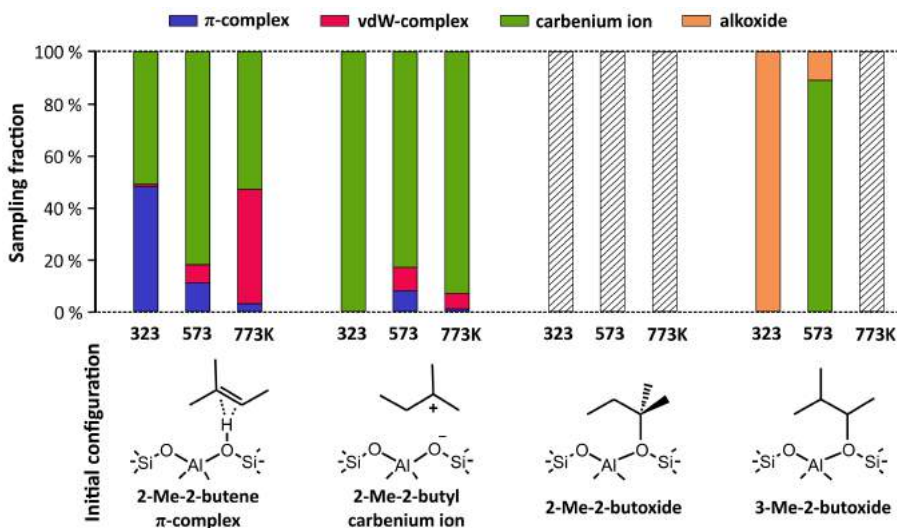 π-complex vdW-complex carbenium ion alkoxide
Sampling fraction
100 %
80 %
60 %
40 %
20 %
0 %
323 573 773K 323 573 773K 323 573 773K 323 573 773K
Initial configuration
H
Si O Al O Si
+
Si O Al O⁻ Si
Si O Al O Si
Si O Al O Si
2-Me-2-butene
π-complex
2-Me-2-butyl
carbenium ion
2-Me-2-butoxide
3-Me-2-butoxide